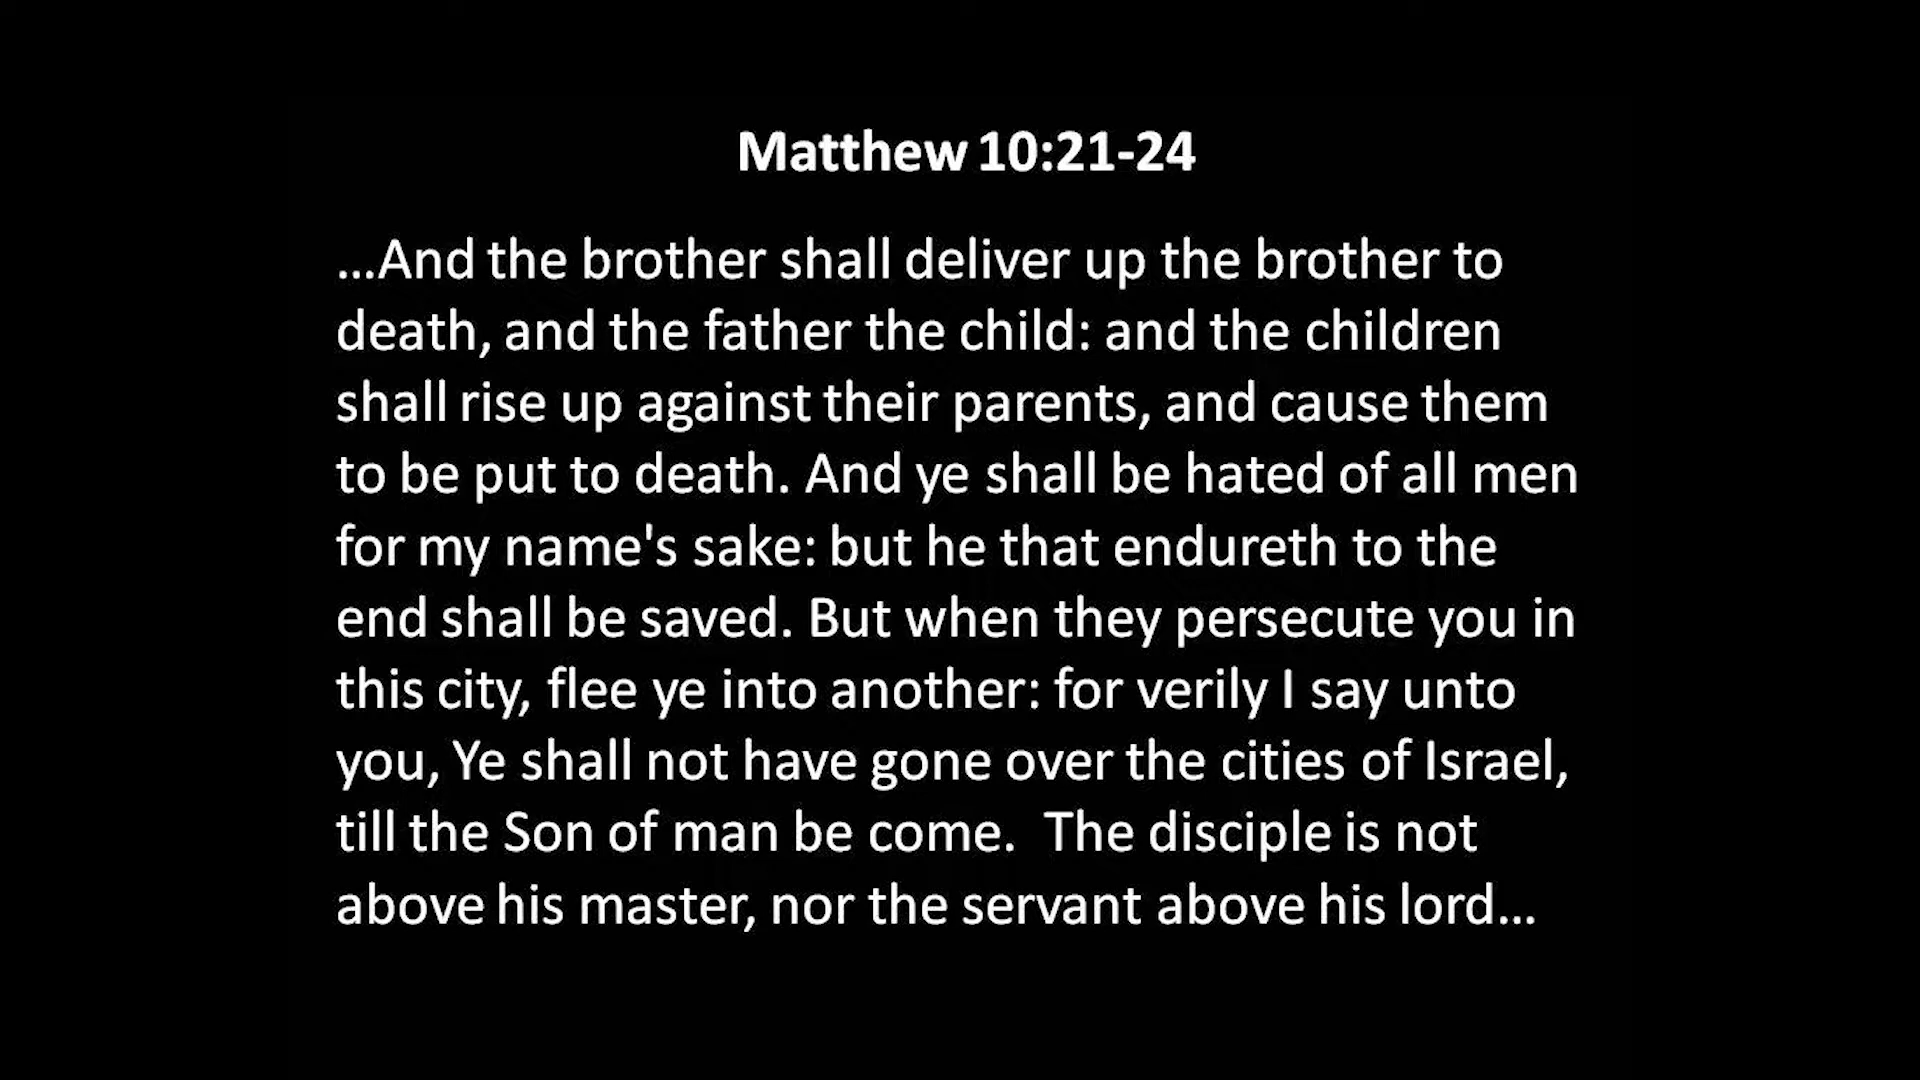 Matthew 10:21-24
...And the brother shall deliver up the brother to
death, and the father the child: and the children
shall rise up against their parents, and cause them
to be put to death. And ye shall be hated of all men
for my name's sake: but he that endureth to the
end shall be saved. But when they persecute you in
this city, flee ye into another: for verily I say unto
you, Ye shall not have gone over the cities of Israel,
till the Son of man be come.  The disciple is not
above his master, nor the servant above his lord...